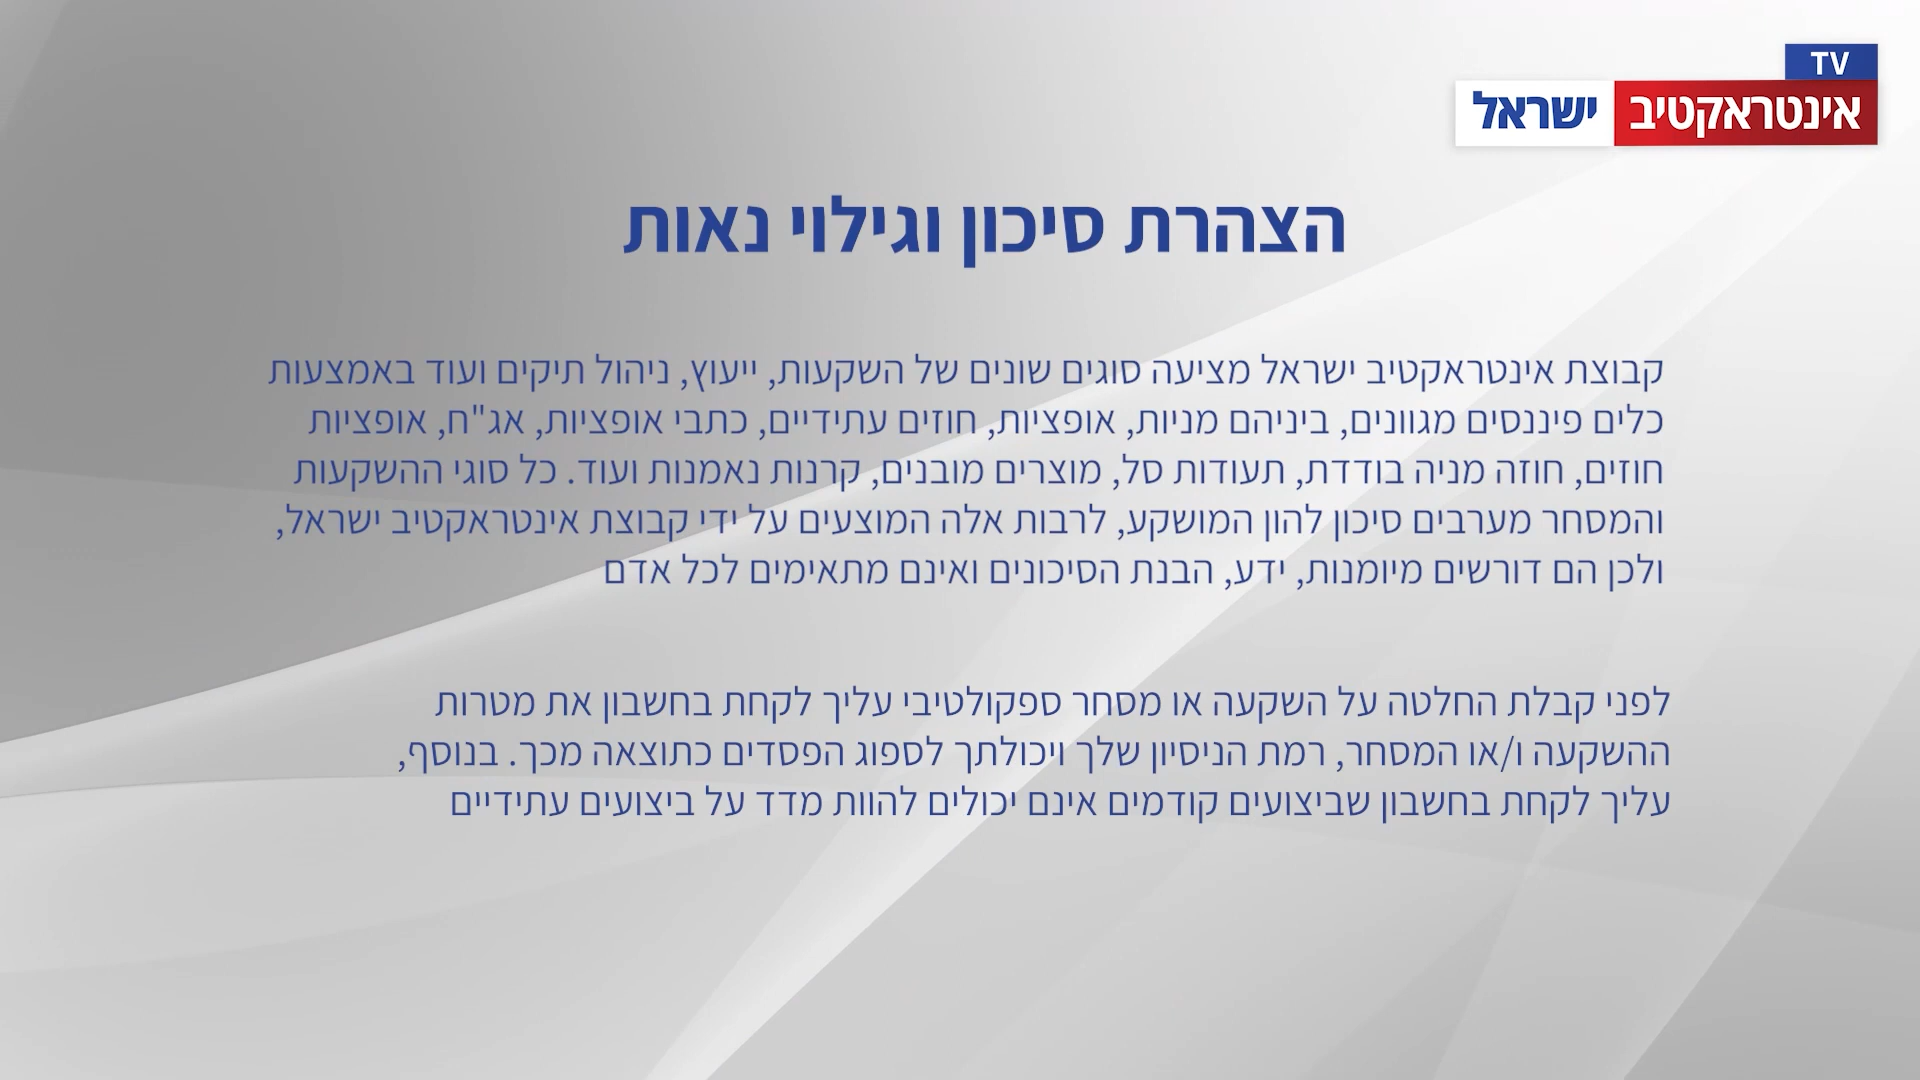 TV
אינטראקטיב ישראל
הצהרת סיכון וגילוי נאות
קבוצת אינטראקטיב ישראל מציעה סוגים שונים של השקעות, ייעוץ, ניהול תיקים ועוד באמצעות
כלים פיננסים מגוונים, ביניהם מניות, אופציות, חוזים עתידיים, כתבי אופציות, אג"ח, אופציות
חוזים, חוזה מניה בודדת, תעודות סל, מוצרים מובנים, קרנות נאמנות ועוד. כל סוגי ההשקעות
והמסחר מערבים סיכון להון המושקע, לרבות אלה המוצעים על ידי קבוצת אינטראקטיב ישראל,
ולכן הם דורשים מיומנות, ידע, הבנת הסיכונים ואינם מתאימים לכל אדם
לפני קבלת החלטה על השקעה או מסחר ספקולטיבי עליך לקחת בחשבון את מטרות
ההשקעה ו/או המסחר, רמת הניסיון שלך ויכולתך לספוג הפסדים כתוצאה מכך. בנוסף,
עליך לקחת בחשבון שביצועים קודמים אינם יכולים להוות מדד על ביצועים עתידיים